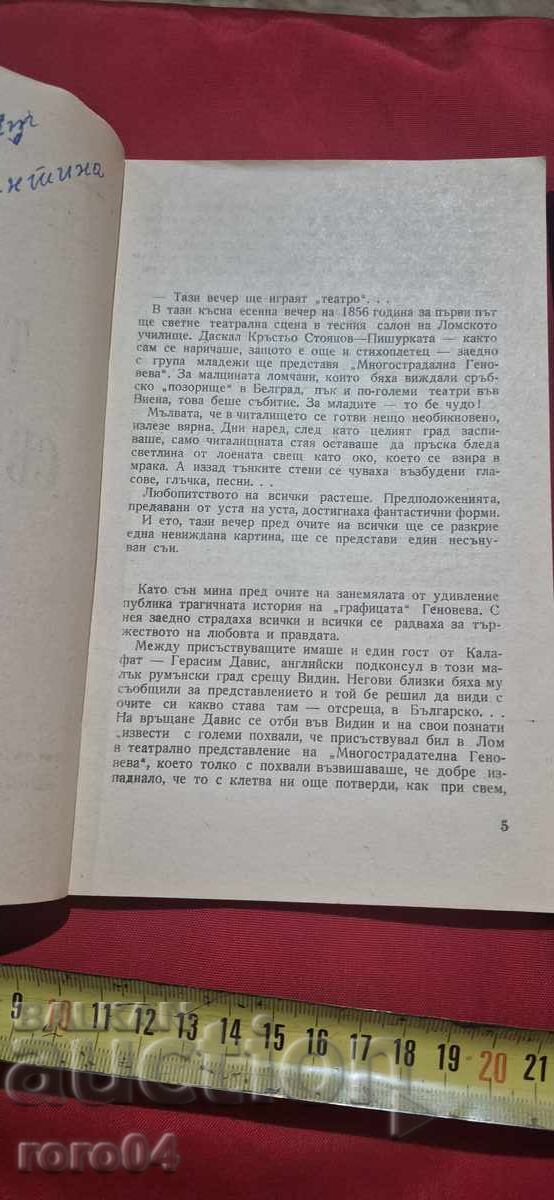 нтина
— Тази вечер ще играят „театро“. . .
В тази късна есенна вечер на 1856 година за първи път
ще светне театрална сцена в тесния салон на Ломското
училище. Даскал Кръстьо Стоянов—Пишурката — както
сам се наричаше, защото е още и стихоплетец — заедно
с група младежи ще представя „Многострадална Гено-
вева“. За малцината ломчани, които бяха виждали сръб-
ско „позорище“ в Белград, пък и по-големи театри във
Виена, това беше събитие. За младите — то бе чудо!
Мълвата, че в читалището се готви нещо необикновено,
излезе вярна. Дни наред, след като целият град заспи-
ваше, само читалищната стая оставаше да пръска бледа
светлина от лоената свещ като око, което се взира в
мрака. А иззад тънките стени се чуваха възбудени гла-
сове, глъчка, песни. . .
Любопитството на всички растеше. Предположенията,
предавани от уста на уста, достигнаха фантастични форми.
И ето, тази вечер пред очите на всички ще се разкрие
една невиждана картина, ще се представи един несъну-
ван сън.
Като сън мина пред очите на занемялата от удивление
публика трагичната история на „графицата“ Геновева. С
нея заедно страдаха всички и всички се радваха за тър-
жеството на любовта и правдата.
Между присъствуващите имаше и един гост от Кала-
фат — Герасим Давис, английски подконсул в този ма-
лък румънски град срещу Видин. Негови близки бяха му
съобщили за представлението и той бе решил да види с
очите си какво става там — отсреща, в Българско. . .
На връщане Давис се отби във Видин и на свои познати
„извести с големи похвали, че присъствувал бил в Лом
в театрално представление на „Многострадателна Гено-
вева“, което толко с похвали възвишаваше, че добре из-
паднало, че то с клетва ни още потверди, как при свем,
5
9 10 11 12 13 14 15 16 17 18 19 20 21
ВАШИЯТ
auction
roro04